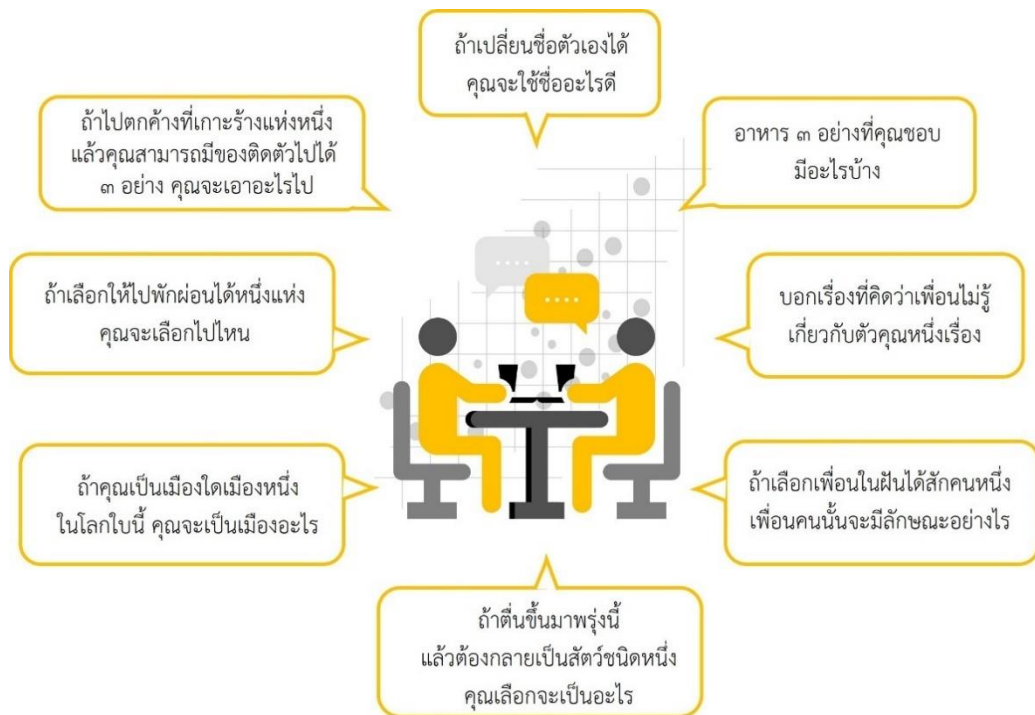 ถ้าเปลี่ยนชื่อตัวเองได้
คุณจะใช้ชื่ออะไรดี
ถ้าไปตกค้างที่เกาะร้างแห่งหนึ่ง
แล้วคุณสามารถมีของติดตัวไปได้
๓ อย่าง คุณจะเอาอะไรไป
อาหาร ๓ อย่างที่คุณชอบ
มีอะไรบ้าง
ถ้าเลือกให้ไปพักผ่อนได้หนึ่งแห่ง
คุณจะเลือกไปไหน
บอกเรื่องที่คิดว่าเพื่อนไม่รู้
เกี่ยวกับตัวคุณหนึ่งเรื่อง
ถ้าคุณเป็นเมืองใดเมืองหนึ่ง
ในโลกใบนี้ คุณจะเป็นเมืองอะไร
ถ้าเลือกเพื่อนในฝันได้สักคนหนึ่ง
เพื่อนคนนั้นจะมีลักษณะอย่างไร
ถ้าตื่นขึ้นมาพรุ่งนี้
แล้วต้องกลายเป็นสัตว์ชนิดหนึ่ง
คุณเลือกจะเป็นอะไร